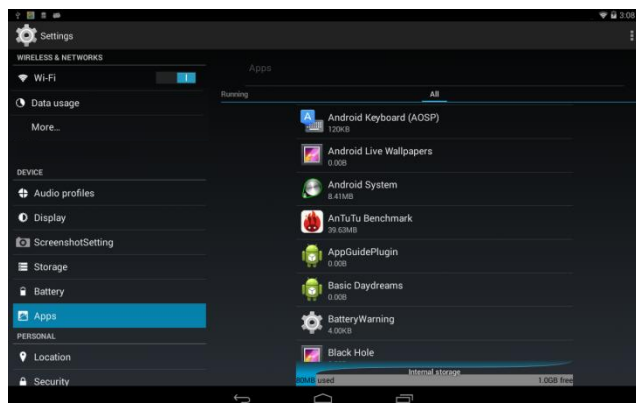 3:08
Settings
WIRELESS & NETWORKS
Wi-Fi
Data usage
More...
DEVICE
Audio profiles
Display
ScreenshotSetting
Storage
Battery
Apps
PERSONAL
Location
Security
Apps
Running
All
Android Keyboard (AOSP)
120KB
Android Live Wallpapers
0.00B
Android System
8.41MB
AnTuTu Benchmark
39.63MB
AppGuidePlugin
0.00B
Basic Daydreams
0.00B
BatteryWarning
4.00KB
Black Hole
Internal storage
80MB used
1.0GB free